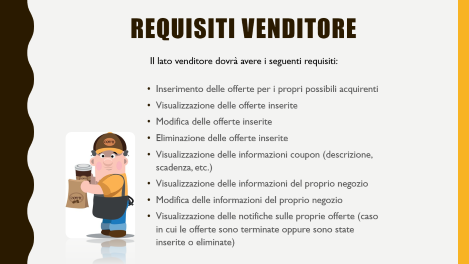 REQUISITI VENDITORE
Il lato venditore dovrà avere i seguenti requisiti:
• Inserimento delle offerte per i propri possibili acquirenti
• Visualizzazione delle offerte inserite
• Modifica delle offerte inserite
• Eliminazione delle offerte inserite
• Visualizzazione delle informazioni coupon (descrizione,
scadenza, etc.)
• Visualizzazione delle informazioni del proprio negozio
• Modifica delle informazioni del proprio negozio
• Visualizzazione delle notifiche sulle proprie offerte (caso
in cui le offerte sono terminate oppure sono state
inserite o eliminate)